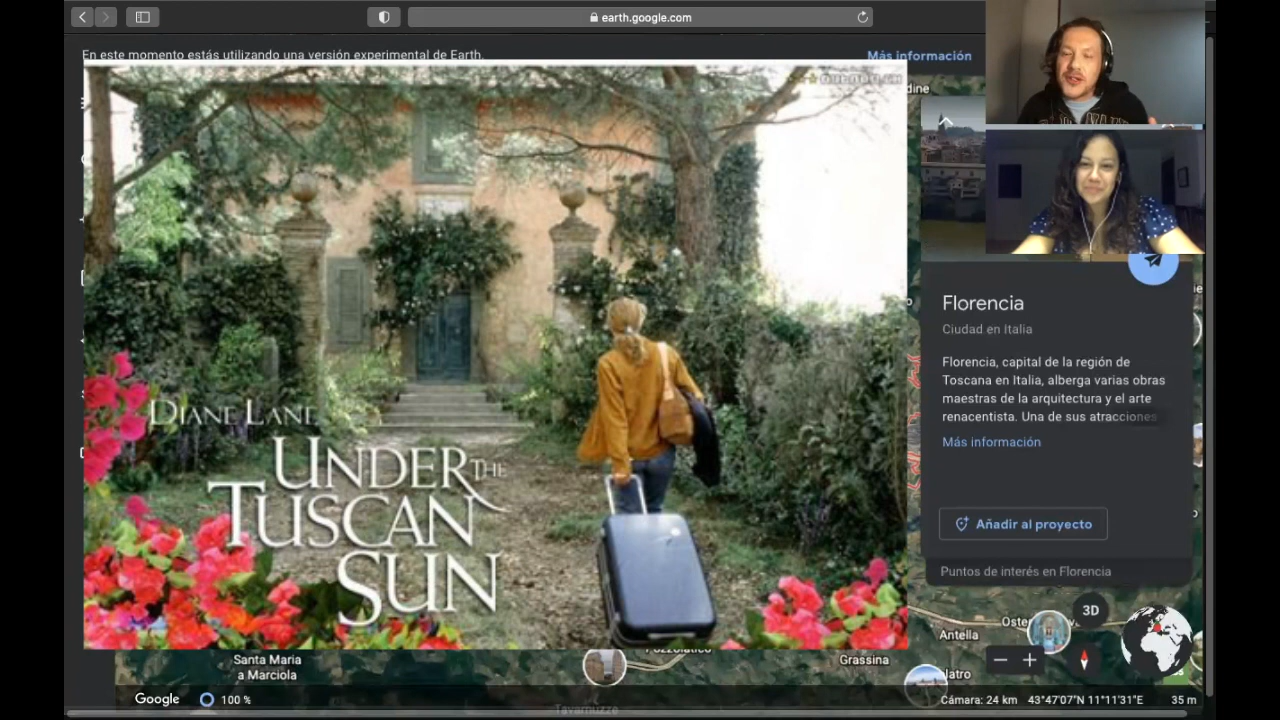 earth.google.com
En este momento estás utilizando una versión experimental de Earth.
Más información
dine
DIANE LANE
UNDER THE
TUSCAN
SUN
Florencia
Ciudad en Italia
Florencia, capital de la región de
Toscana en Italia, alberga varias obras
maestras de la arquitectura y el arte
renacentista. Una de sus atracciones
Más información
Añadir al proyecto
Puntos de interés en Florencia
3D
Antella
Santa Maria
a Marciola
Pozzolatico
Grassina
latro
Google
100 %
Tavarnuzze
Cámara: 24 km 43°47'07"N 11°11'31"E
35 m